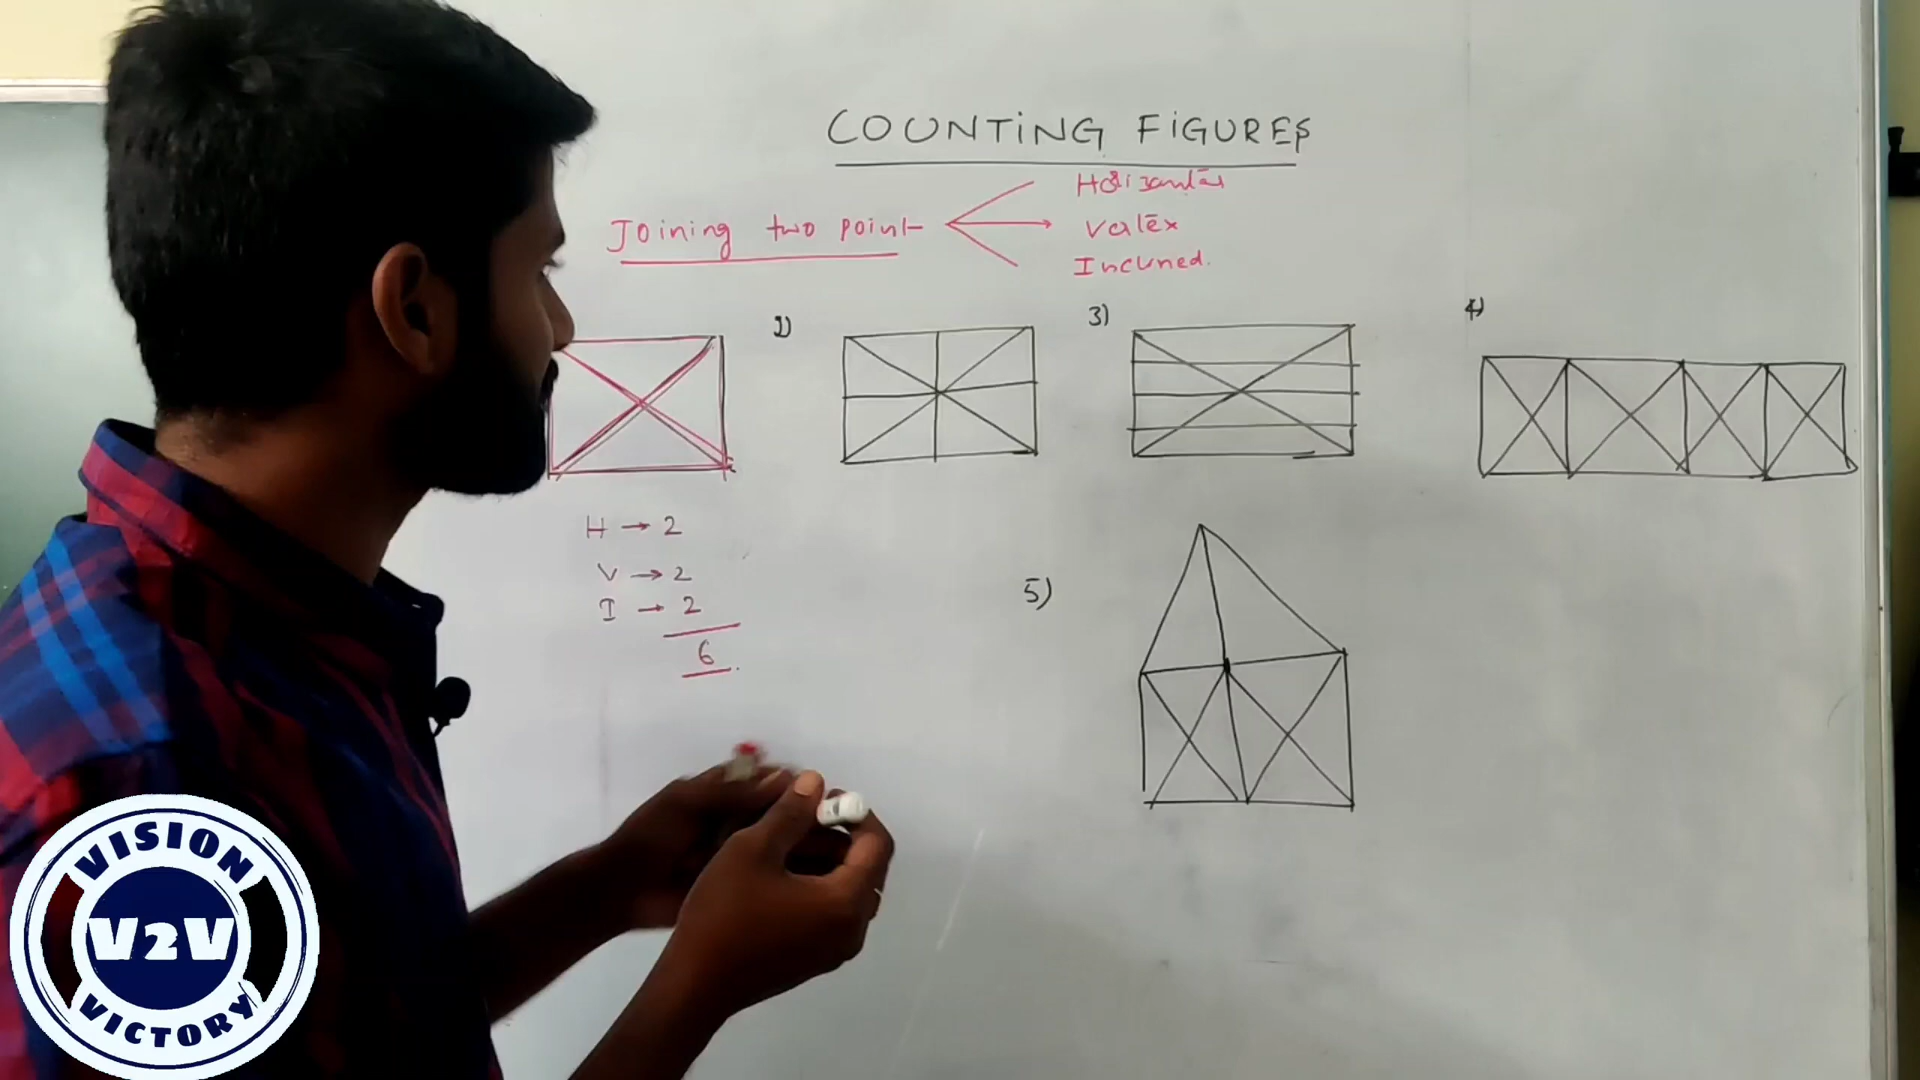 COUNTING FIGURES
Horizontal
Joining two point
Vertex
Inclined.
2)
3)
4)
H → 2
V → 2
I → 2
6
5)
VISION
V2V
VICTORY